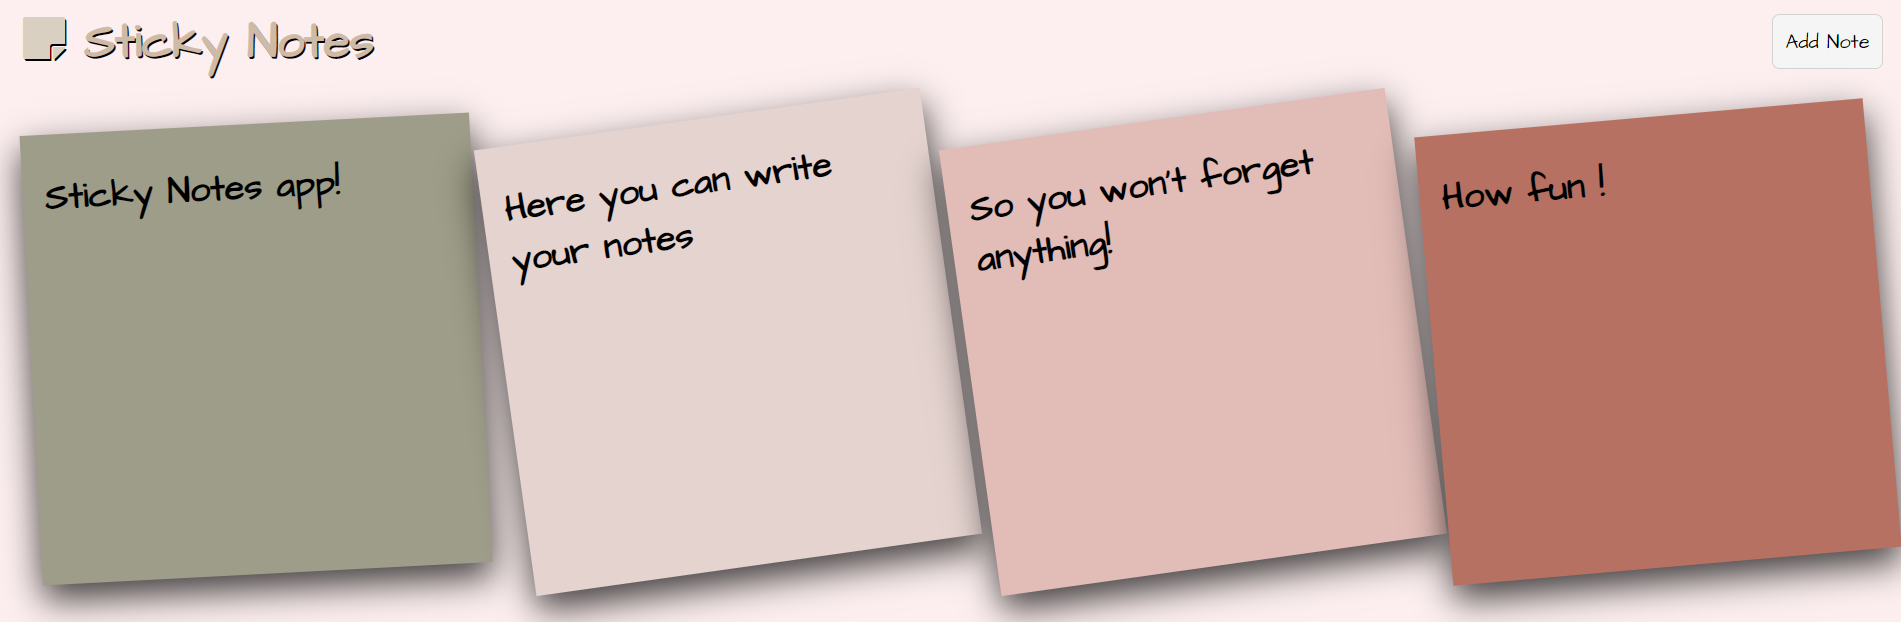 Sticky Notes
Add Note
Sticky Notes app!
Here you can write
your notes
So you won't forget
anything!
How fun !